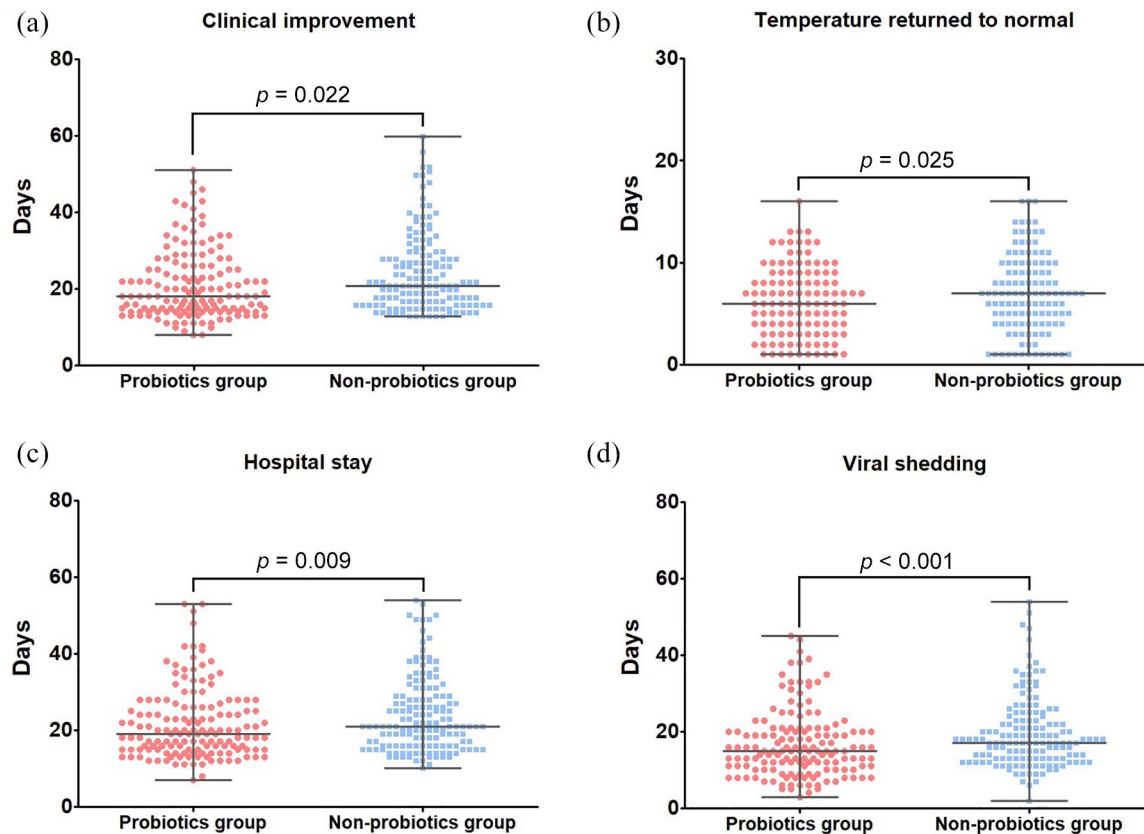 (a)
Clinical improvement
80
60
40
20
0
Days
p = 0.022
Probiotics group
Non-probiotics group
(b)
Temperature returned to normal
30
20
10
0
Days
p = 0.025
Probiotics group
Non-probiotics group
(c)
Hospital stay
80
60
40
20
0
Days
p = 0.009
Probiotics group
Non-probiotics group
(d)
Viral shedding
80
60
40
20
0
Days
p < 0.001
Probiotics group
Non-probiotics group